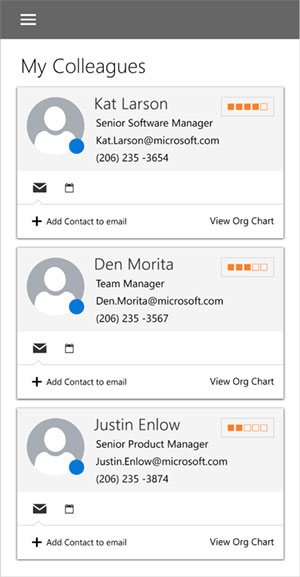 My Colleagues
Kat Larson
Senior Software Manager
Kat.Larson@microsoft.com
(206) 235 -3654
Add Contact to email
View Org Chart
Den Morita
Team Manager
Den.Morita@microsoft.com
(206) 235 -3567
Add Contact to email
View Org Chart
Justin Enlow
Senior Product Manager
Justin.Enlow@microsoft.com
(206) 235 -3874
Add Contact to email
View Org Chart